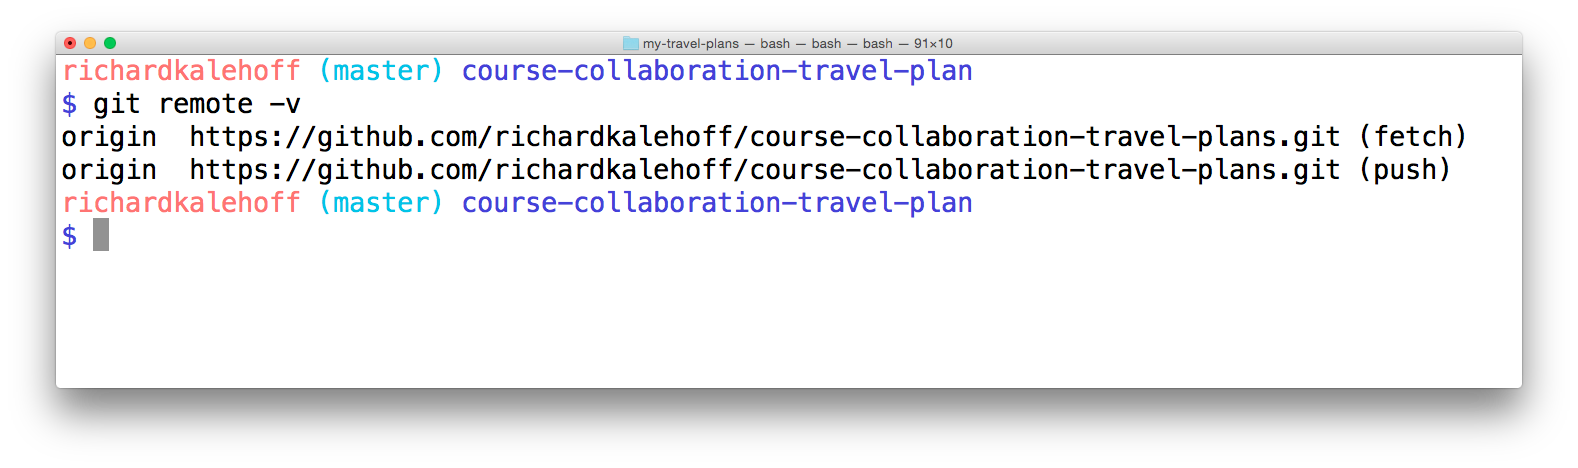 my-travel-plans — bash — bash — bash — 91×10
richardkalehoff (master) course-collaboration-travel-plan
$ git remote -v
origin  https://github.com/richardkalehoff/course-collaboration-travel-plans.git (fetch)
origin  https://github.com/richardkalehoff/course-collaboration-travel-plans.git (push)
richardkalehoff (master) course-collaboration-travel-plan
$